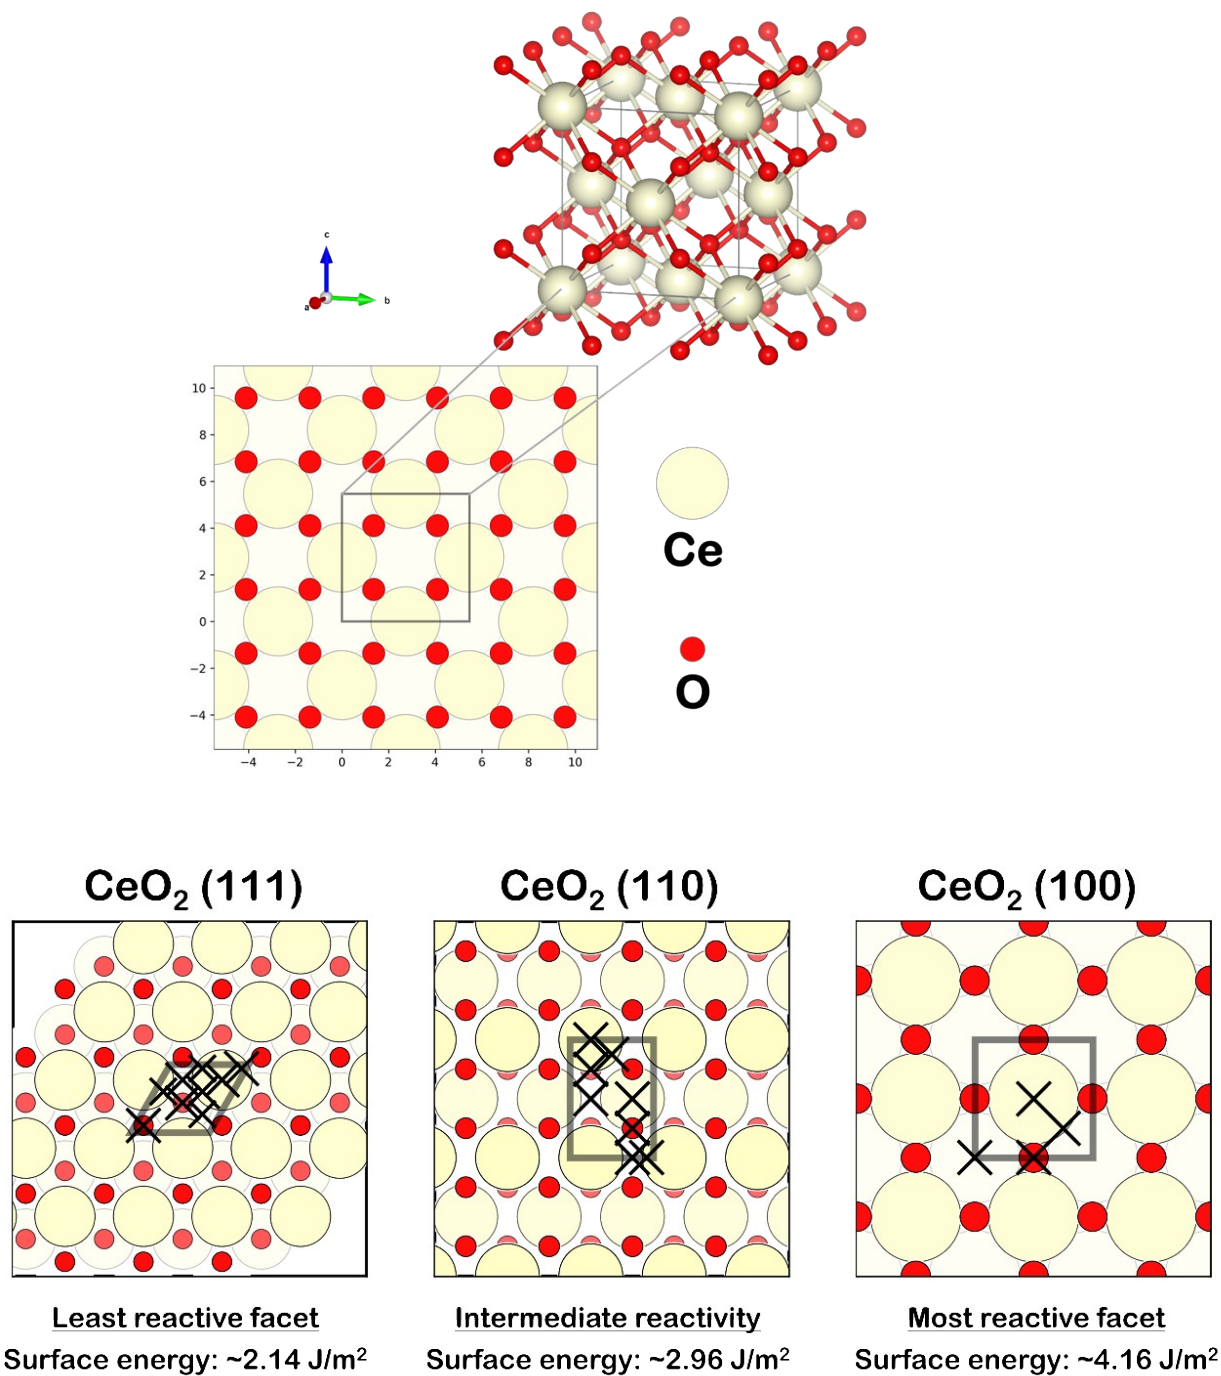 c
a
b
10
8
6
4
2
0
−2
−4
−4 −2 0 2 4 6 8 10
Ce
O
CeO₂ (111)
CeO₂ (110)
CeO₂ (100)
Least reactive facet
Surface energy: ~2.14 J/m²
Intermediate reactivity
Surface energy: ~2.96 J/m²
Most reactive facet
Surface energy: ~4.16 J/m²